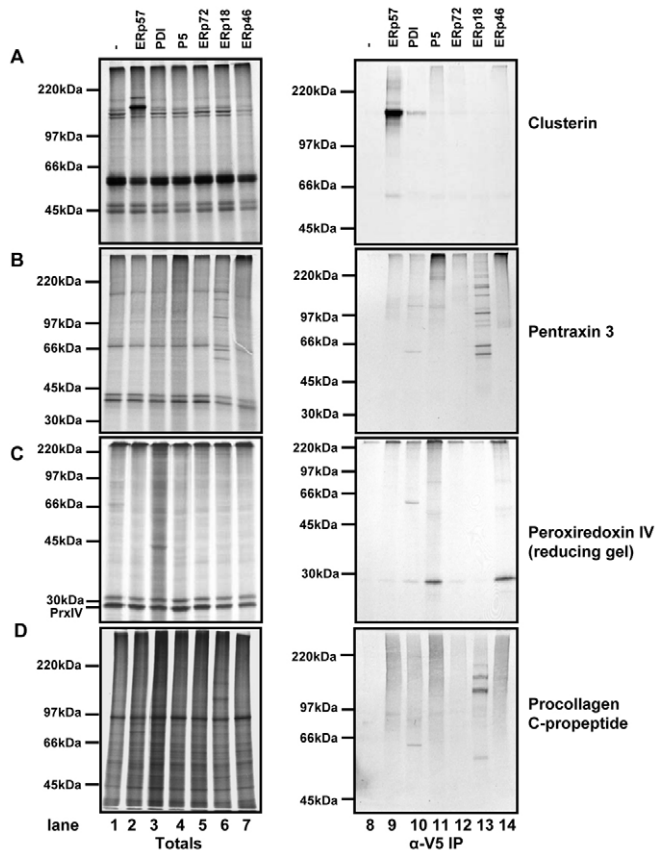 - ERp57 PDI P5 ERp72 ERp18 ERp46
- ERp57 PDI P5 ERp72 ERp18 ERp46
A
220kDa
97kDa
66kDa
45kDa
220kDa
97kDa
66kDa
45kDa
Clusterin
B
220kDa
97kDa
66kDa
45kDa
30kDa
220kDa
97kDa
66kDa
45kDa
30kDa
Pentraxin 3
C
220kDa
97kDa
66kDa
45kDa
30kDa
PrxIV
220kDa
97kDa
66kDa
45kDa
30kDa
Peroxiredoxin IV
(reducing gel)
D
220kDa
97kDa
66kDa
45kDa
220kDa
97kDa
66kDa
45kDa
Procollagen
C-propeptide
lane 1 2 3 4 5 6 7
8 9 10 11 12 13 14
Totals
α-V5 IP